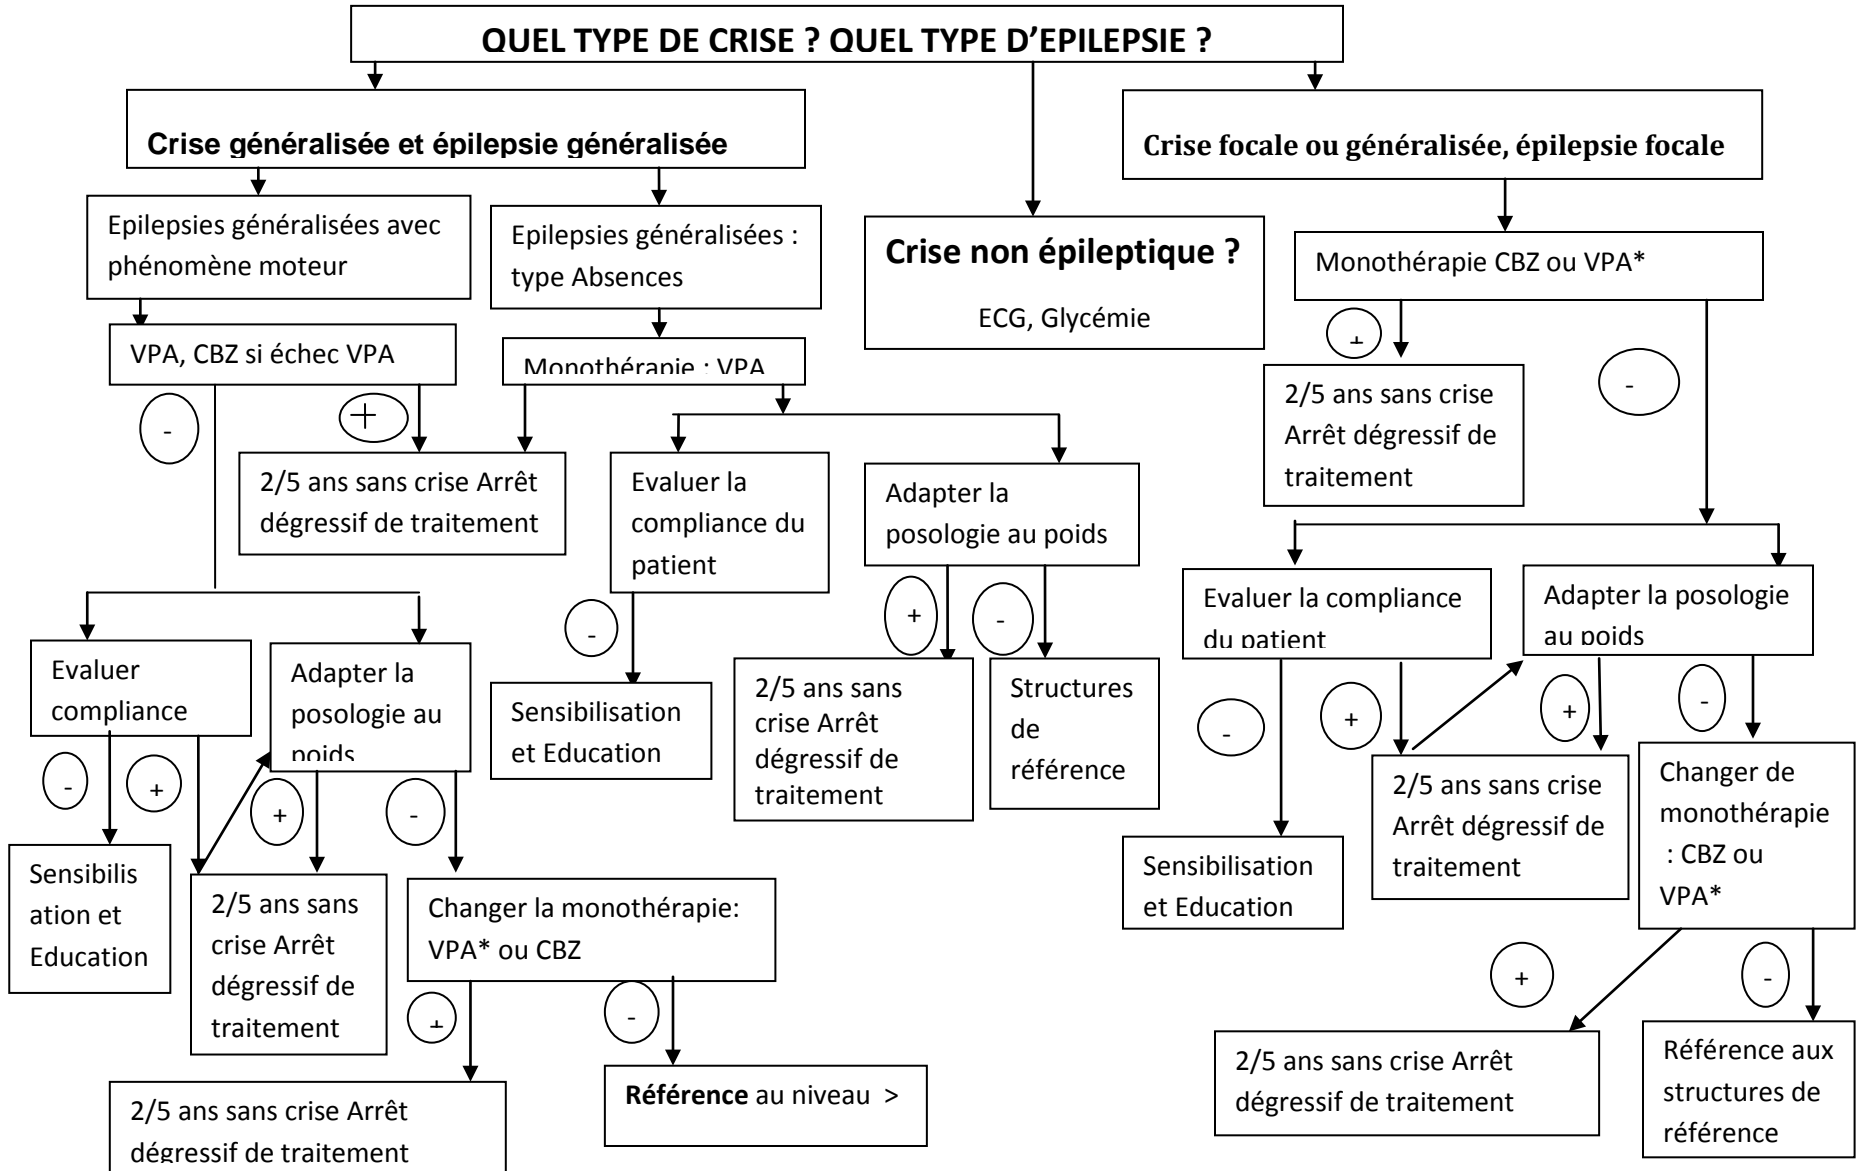 QUEL TYPE DE CRISE ? QUEL TYPE D'EPILEPSIE ?
Crise généralisée et épilepsie généralisée
Crise focale ou généralisée, épilepsie focale
Epilepsies généralisées avec
phénomène moteur
Epilepsies généralisées :
type Absences
Crise non épileptique ?
ECG, Glycémie
Monothérapie CBZ ou VPA*
VPA, CBZ si échec VPA
Monothérapie : VPA
-
+
+
-
2/5 ans sans crise Arrêt
dégressif de traitement
Evaluer la
compliance du
patient
Adapter la
posologie au poids
2/5 ans sans crise
Arrêt dégressif de
traitement
-
+
-
Evaluer
compliance
Adapter la
posologie au
poids
Sensibilisation
et Education
2/5 ans sans
crise Arrêt
dégressif de
traitement
Structures
de
référence
Evaluer la compliance
du patient
Adapter la posologie
au poids
-
+
+
-
-
+
+
-
Sensibilis
ation et
Education
2/5 ans sans
crise Arrêt
dégressif de
traitement
Changer la monothérapie:
VPA* ou CBZ
Sensibilisation
et Education
2/5 ans sans crise
Arrêt dégressif de
traitement
Changer de
monothérapie
: CBZ ou
VPA*
+
-
+
-
2/5 ans sans crise Arrêt
dégressif de traitement
Référence au niveau >
2/5 ans sans crise Arrêt
dégressif de traitement
Référence aux
structures de
référence